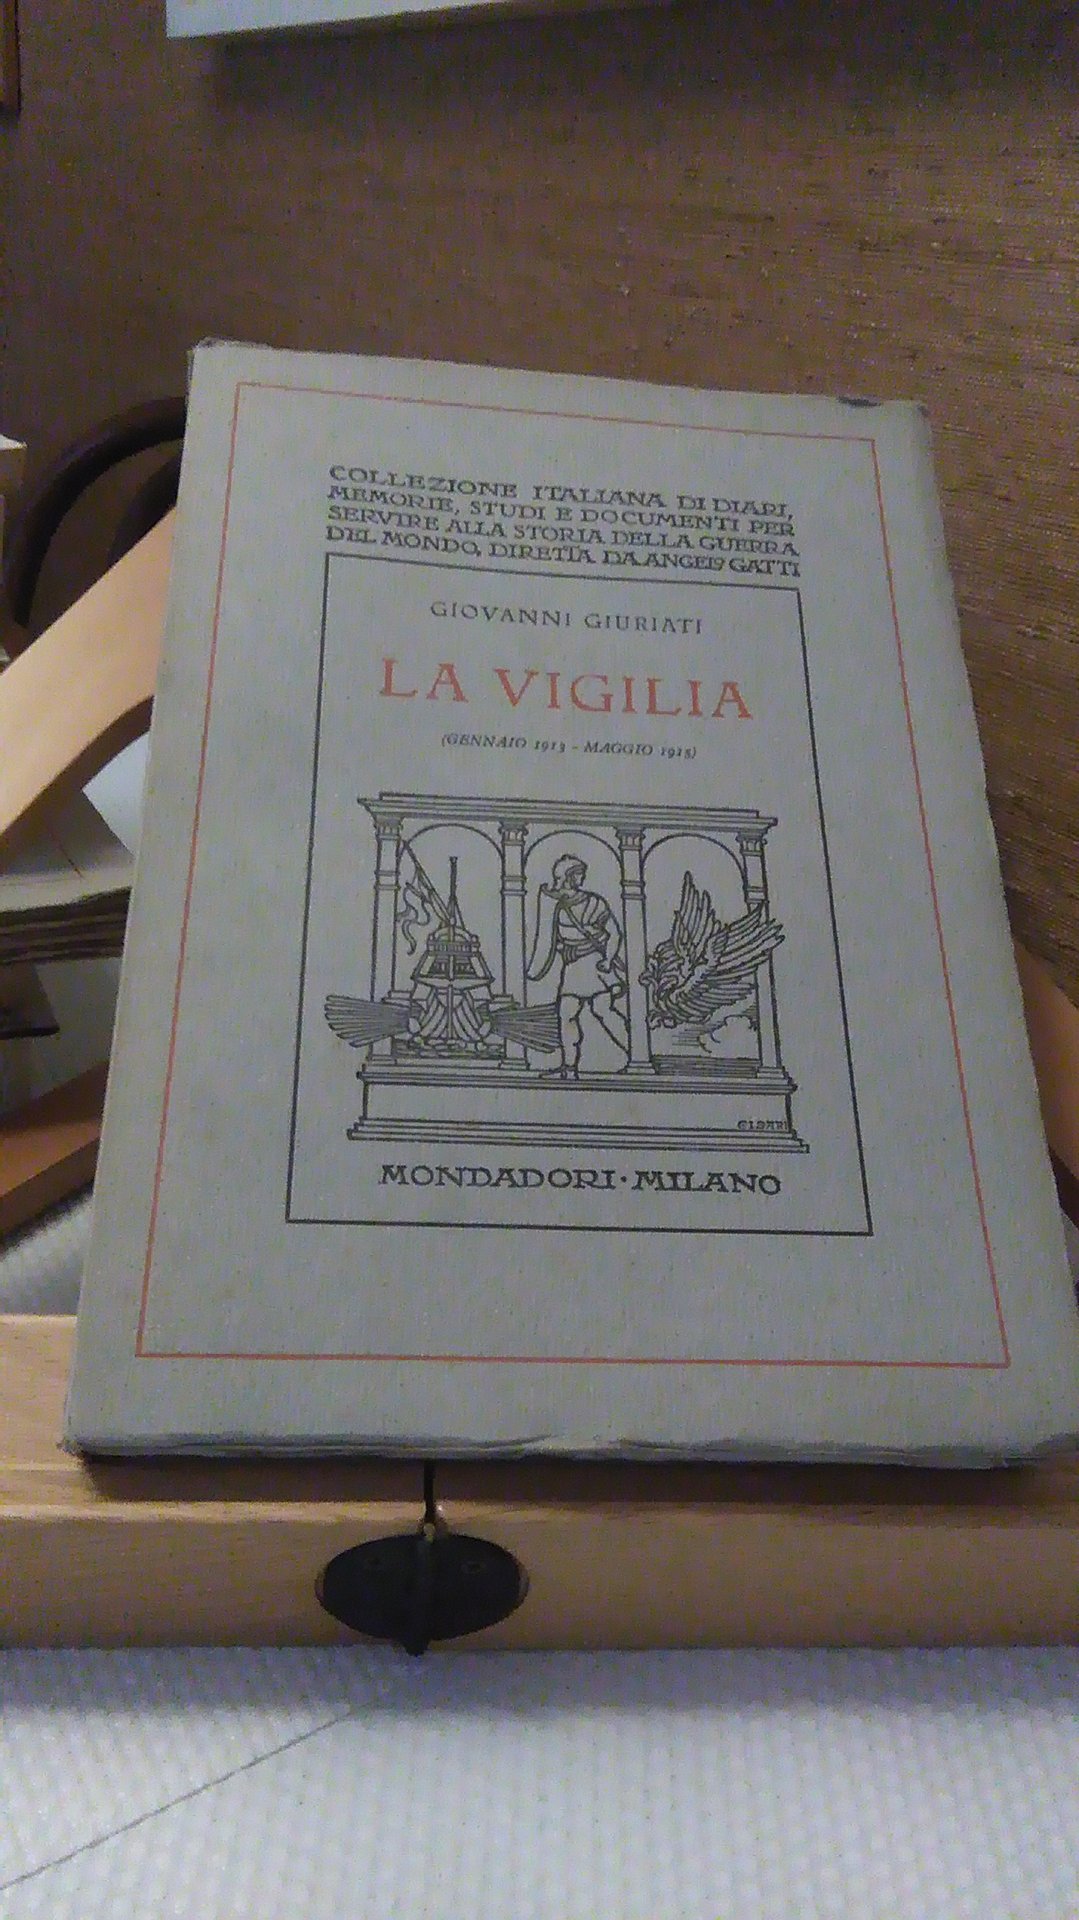 COLLEZIONE ITALIANA DI DIARI,
MEMORIE, STUDI E DOCUMENTI PER
SERVIRE ALLA STORIA DELLA GUERRA
DEL MONDO, DIRETTA DA ANGELO GATTI
GIOVANNI GIURIATI
LA VIGILIA
(GENNAIO 1913 - MAGGIO 1915)
CISARI
MONDADORI · MILANO